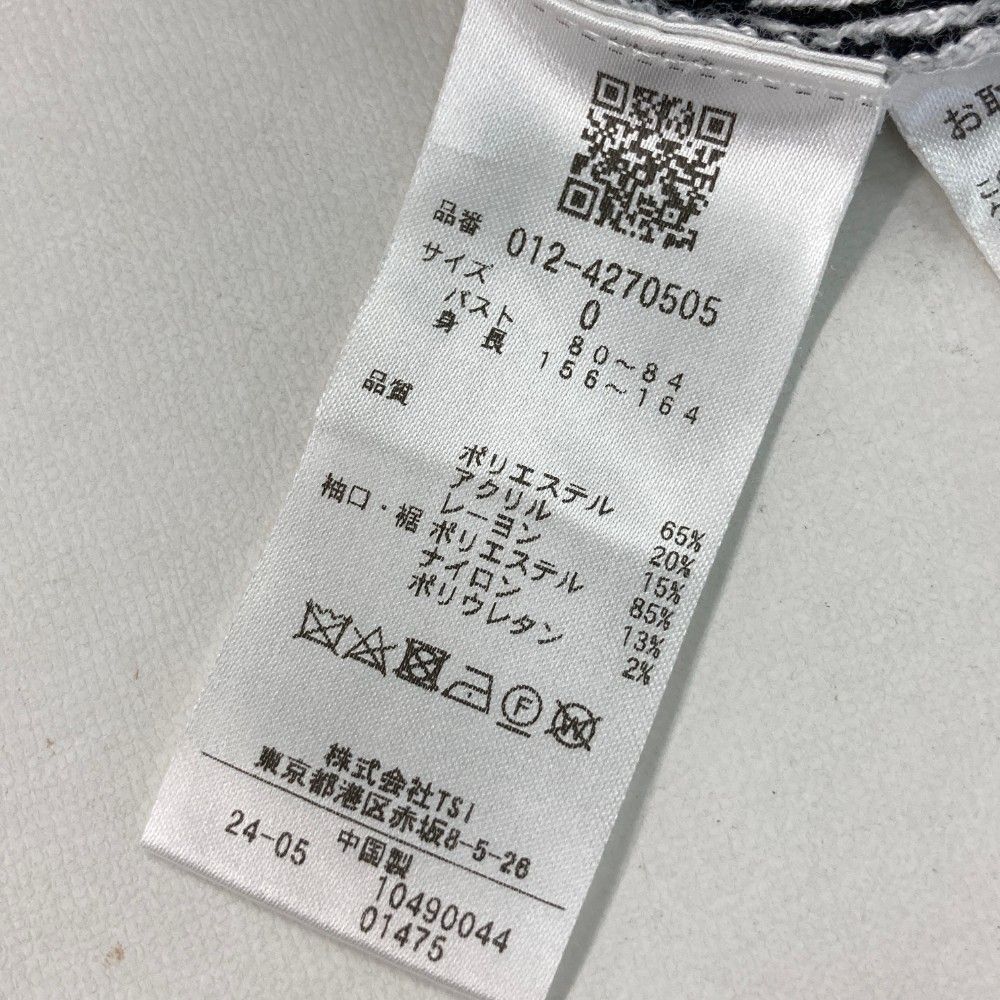 品番 012-4270505
サイズ 0
バスト 80~84
身長 156~164
品質
ポリエステル 65%
アクリル 20%
レーヨン 15%
袖口・裾 ポリエステル 85%
ナイロン 13%
ポリウレタン 2%
F W
株式会社TSI
東京都港区赤坂8-5-28
24-05 中国製
10490044
01475
お取